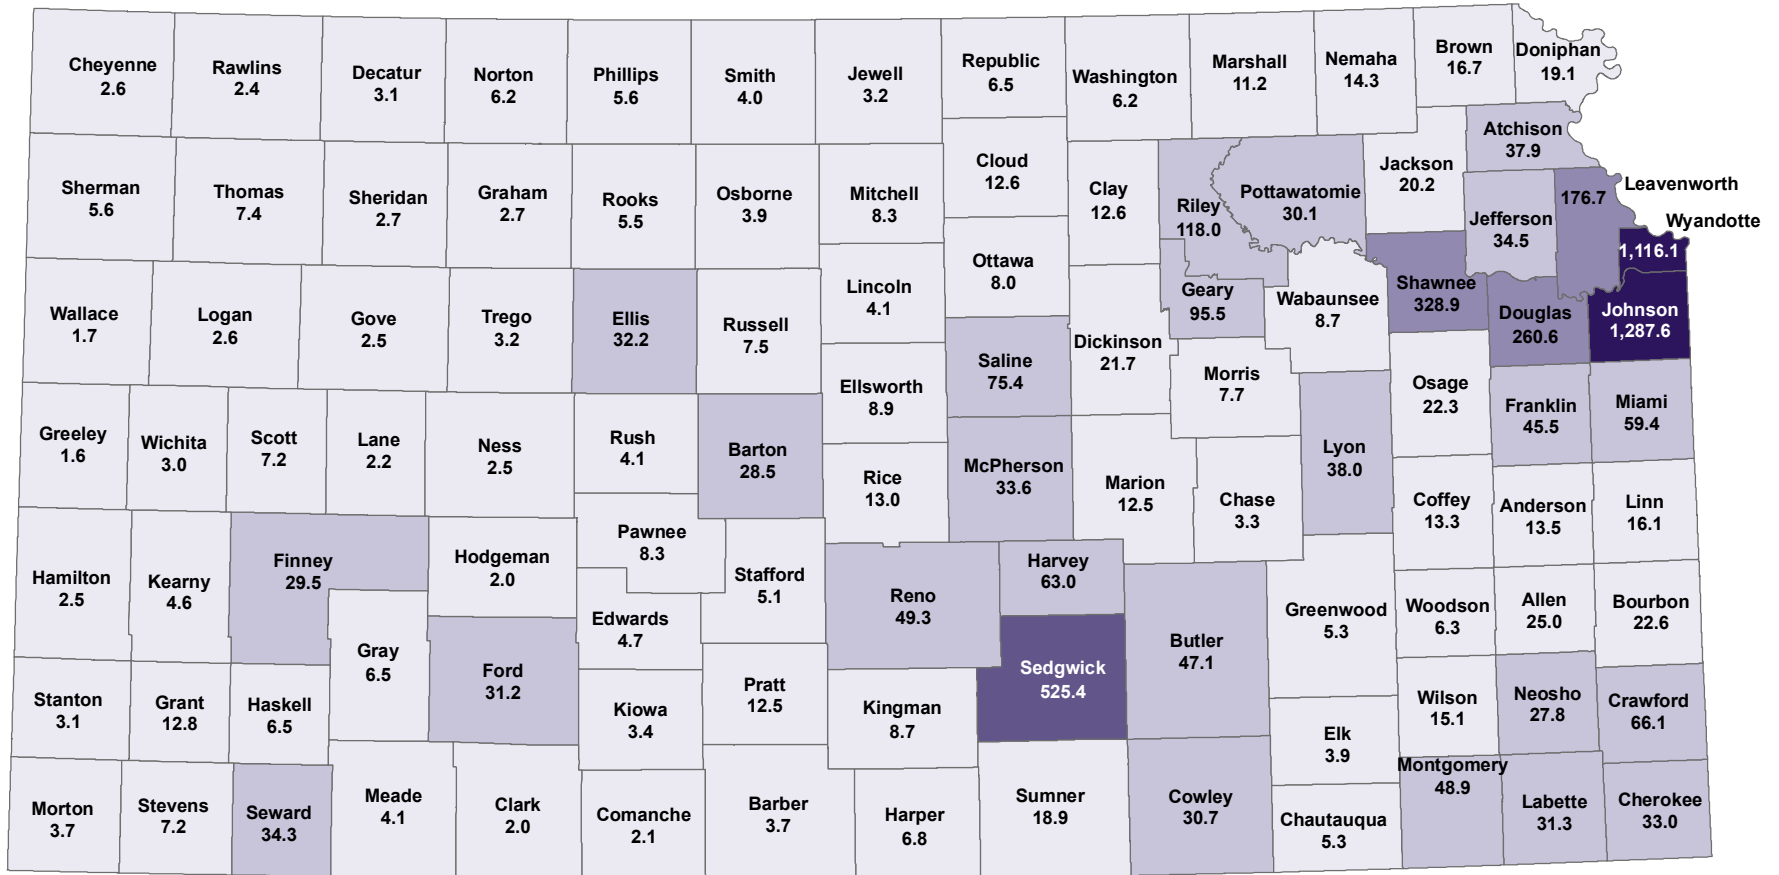 Cheyenne
2.6
Rawlins
2.4
Decatur
3.1
Norton
6.2
Phillips
5.6
Smith
4.0
Jewell
3.2
Republic
6.5
Washington
6.2
Marshall
11.2
Nemaha
14.3
Brown
16.7
Doniphan
19.1
Atchison
37.9
Sherman
5.6
Thomas
7.4
Sheridan
2.7
Graham
2.7
Rooks
5.5
Osborne
3.9
Mitchell
8.3
Cloud
12.6
Clay
12.6
Riley
118.0
Pottawatomie
30.1
Jackson
20.2
Jefferson
34.5
176.7
Leavenworth
Wyandotte
1,116.1
Wallace
1.7
Logan
2.6
Gove
2.5
Trego
3.2
Ellis
32.2
Russell
7.5
Lincoln
4.1
Ottawa
8.0
Saline
75.4
Dickinson
21.7
Geary
95.5
Wabaunsee
8.7
Shawnee
328.9
Douglas
260.6
Johnson
1,287.6
Greeley
1.6
Wichita
3.0
Scott
7.2
Lane
2.2
Ness
2.5
Rush
4.1
Barton
28.5
Ellsworth
8.9
Rice
13.0
McPherson
33.6
Marion
12.5
Morris
7.7
Chase
3.3
Lyon
38.0
Osage
22.3
Franklin
45.5
Miami
59.4
Coffey
13.3
Anderson
13.5
Linn
16.1
Hamilton
2.5
Kearny
4.6
Finney
29.5
Hodgeman
2.0
Pawnee
8.3
Stafford
5.1
Edwards
4.7
Gray
6.5
Ford
31.2
Reno
49.3
Harvey
63.0
Sedgwick
525.4
Butler
47.1
Greenwood
5.3
Woodson
6.3
Allen
25.0
Bourbon
22.6
Stanton
3.1
Grant
12.8
Haskell
6.5
Kiowa
3.4
Pratt
12.5
Kingman
8.7
Elk
3.9
Wilson
15.1
Neosho
27.8
Crawford
66.1
Morton
3.7
Stevens
7.2
Seward
34.3
Meade
4.1
Clark
2.0
Comanche
2.1
Barber
3.7
Harper
6.8
Sumner
18.9
Cowley
30.7
Chautauqua
5.3
Montgomery
48.9
Labette
31.3
Cherokee
33.0